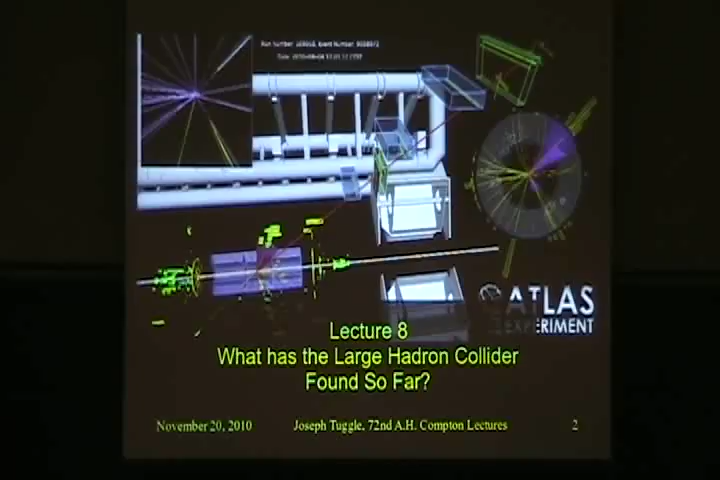 ATLAS
EXPERIMENT
Lecture 8
What has the Large Hadron Collider
Found So Far?
November 20, 2010
Joseph Tuggle, 72nd A.H. Compton Lectures
2